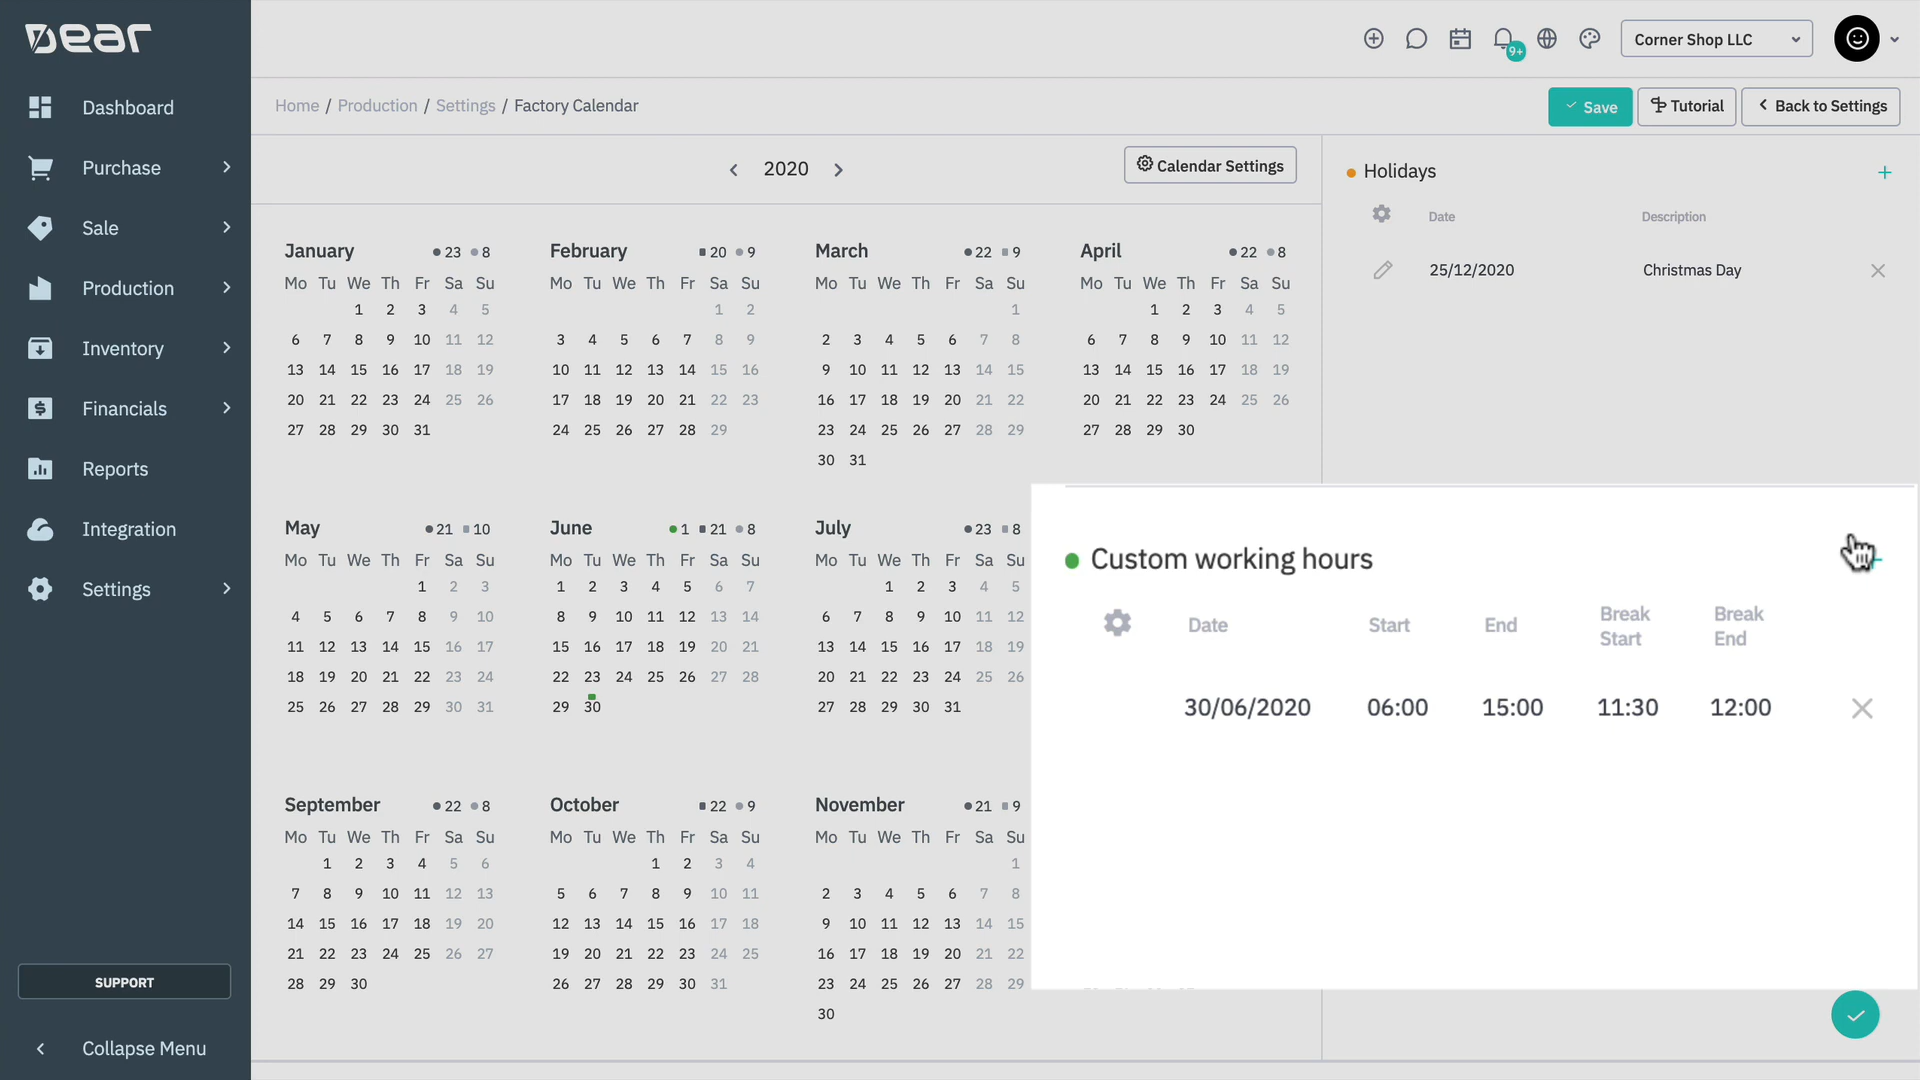 Dear
Corner Shop LLC
9+
Home / Production / Settings / Factory Calendar
Save
Tutorial
Back to Settings
Dashboard
Purchase
Sale
Production
Inventory
Financials
Reports
Integration
Settings
SUPPORT
Collapse Menu
2020
Calendar Settings
January 23 8
Mo Tu We Th Fr Sa Su
1 2 3 4 5
6 7 8 9 10 11 12
13 14 15 16 17 18 19
20 21 22 23 24 25 26
27 28 29 30 31
February 20 9
Mo Tu We Th Fr Sa Su
1 2
3 4 5 6 7 8 9
10 11 12 13 14 15 16
17 18 19 20 21 22 23
24 25 26 27 28 29
March 22 9
Mo Tu We Th Fr Sa Su
1
2 3 4 5 6 7 8
9 10 11 12 13 14 15
16 17 18 19 20 21 22
23 24 25 26 27 28 29
30 31
April 22 8
Mo Tu We Th Fr Sa Su
1 2 3 4 5
6 7 8 9 10 11 12
13 14 15 16 17 18 19
20 21 22 23 24 25 26
27 28 29 30
May 21 10
Mo Tu We Th Fr Sa Su
1 2 3
4 5 6 7 8 9 10
11 12 13 14 15 16 17
18 19 20 21 22 23 24
25 26 27 28 29 30 31
June 1 21 8
Mo Tu We Th Fr Sa Su
1 2 3 4 5 6 7
8 9 10 11 12 13 14
15 16 17 18 19 20 21
22 23 24 25 26 27 28
29 30
July 23 8
Mo Tu We Th Fr Sa Su
1 2 3 4 5
6 7 8 9 10 11 12
13 14 15 16 17 18 19
20 21 22 23 24 25 26
27 28 29 30 31
September 22 8
Mo Tu We Th Fr Sa Su
1 2 3 4 5 6
7 8 9 10 11 12 13
14 15 16 17 18 19 20
21 22 23 24 25 26 27
28 29 30
October 22 9
Mo Tu We Th Fr Sa Su
1 2 3 4
5 6 7 8 9 10 11
12 13 14 15 16 17 18
19 20 21 22 23 24 25
26 27 28 29 30 31
November 21 9
Mo Tu We Th Fr Sa Su
1
2 3 4 5 6 7 8
9 10 11 12 13 14 15
16 17 18 19 20 21 22
23 24 25 26 27 28 29
30
Holidays
Date Description
25/12/2020 Christmas Day
Custom working hours
Date Start End Break Start Break End
30/06/2020 06:00 15:00 11:30 12:00